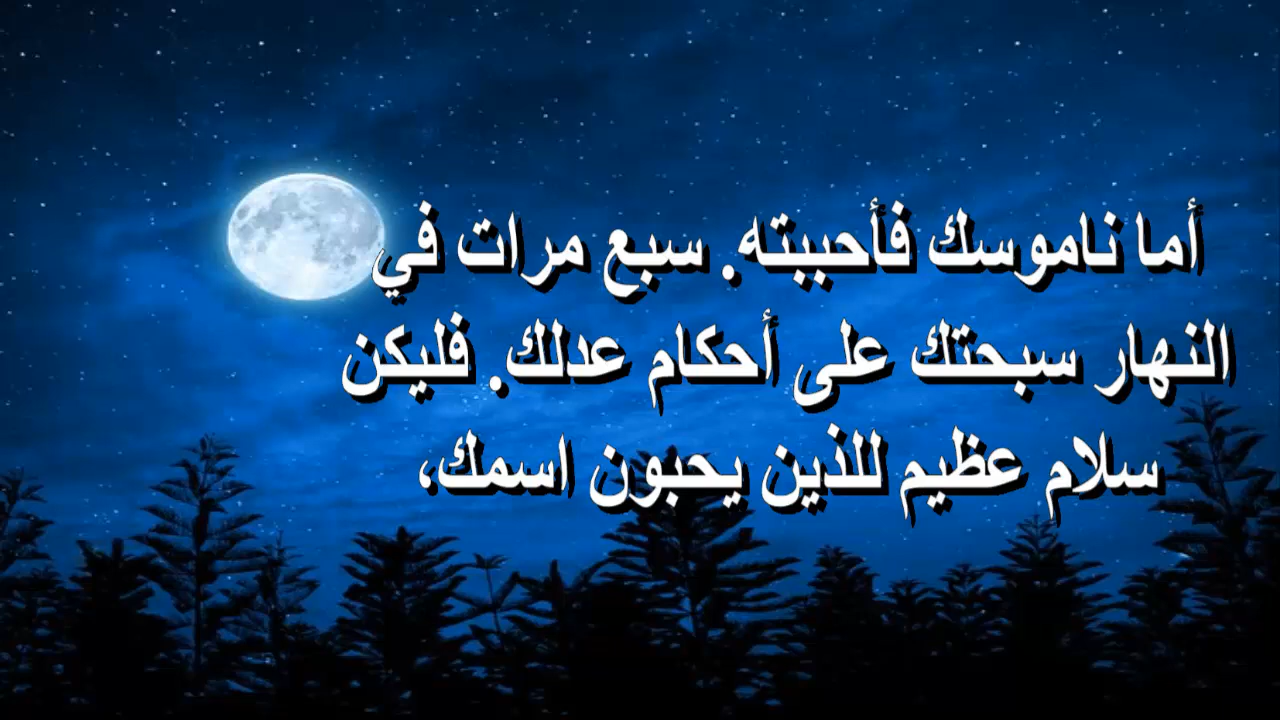 أما ناموسك فأحببته. سبع مرات في
النهار سبحتك على أحكام عدلك. فليكن
سلام عظيم للذين يحبون اسمك،